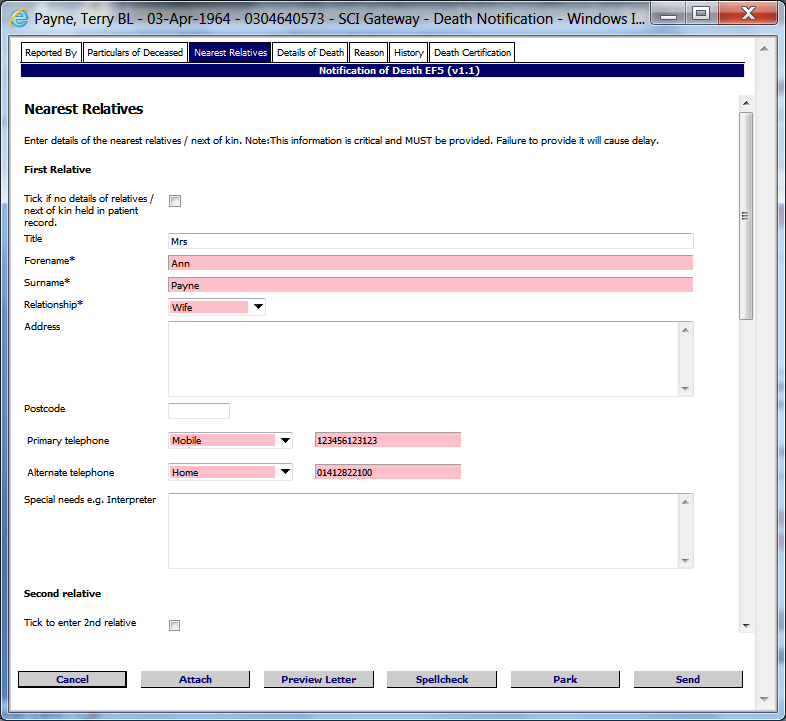 Payne, Terry BL - 03-Apr-1964 - 0304640573 - SCI Gateway - Death Notification - Windows I...
Reported By Particulars of Deceased Nearest Relatives Details of Death Reason History Death Certification
Notification of Death EF5 (v1.1)
Nearest Relatives
Enter details of the nearest relatives / next of kin. Note:This information is critical and MUST be provided. Failure to provide it will cause delay.
First Relative
Tick if no details of relatives /
next of kin held in patient
record.
Title Mrs
Forename* Ann
Surname* Payne
Relationship* Wife
Address
Postcode
Primary telephone Mobile 123456123123
Alternate telephone Home 01412822100
Special needs e.g. Interpreter
Second relative
Tick to enter 2nd relative
Cancel Attach Preview Letter Spellcheck Park Send